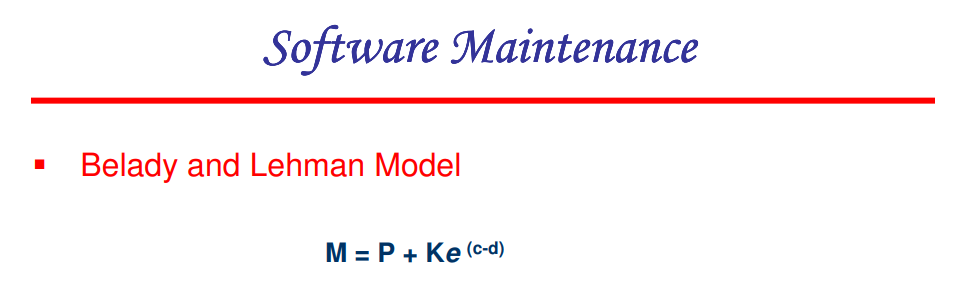 Software Maintenance
▪ Belady and Lehman Model
M = P + Ke (c-d)